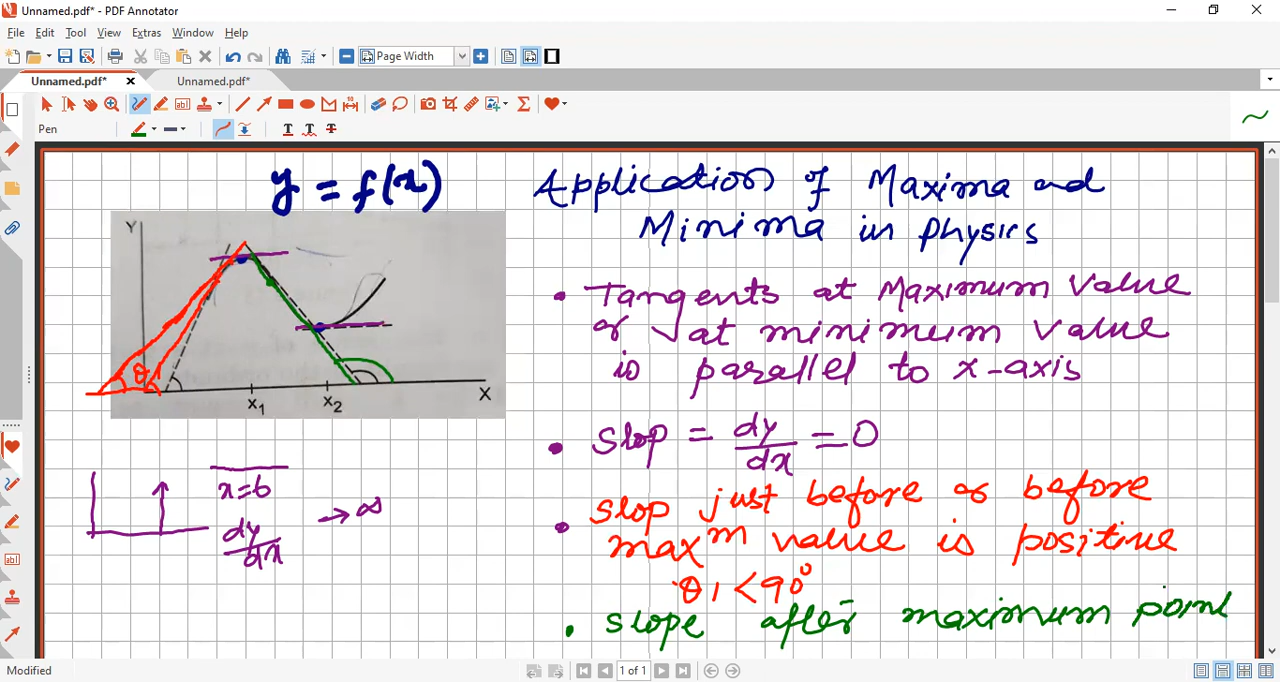 Unnamed.pdf* - PDF Annotator
File Edit Tool View Extras Window Help
Page Width
Unnamed.pdf* Unnamed.pdf*
Pen
y = f(x)
Application of Maxima and
Minima in physics
Y
θ1
X1 X2 X
• Tangents at Maximum Value
or at minimum value
is parallel to x-axis
• Slop = dy/dx = 0
x=b
dy/dx → ∞
• slop just before or before
maxm value is positive
θ1 < 90°
• slope after maximum point
Modified
1 of 1